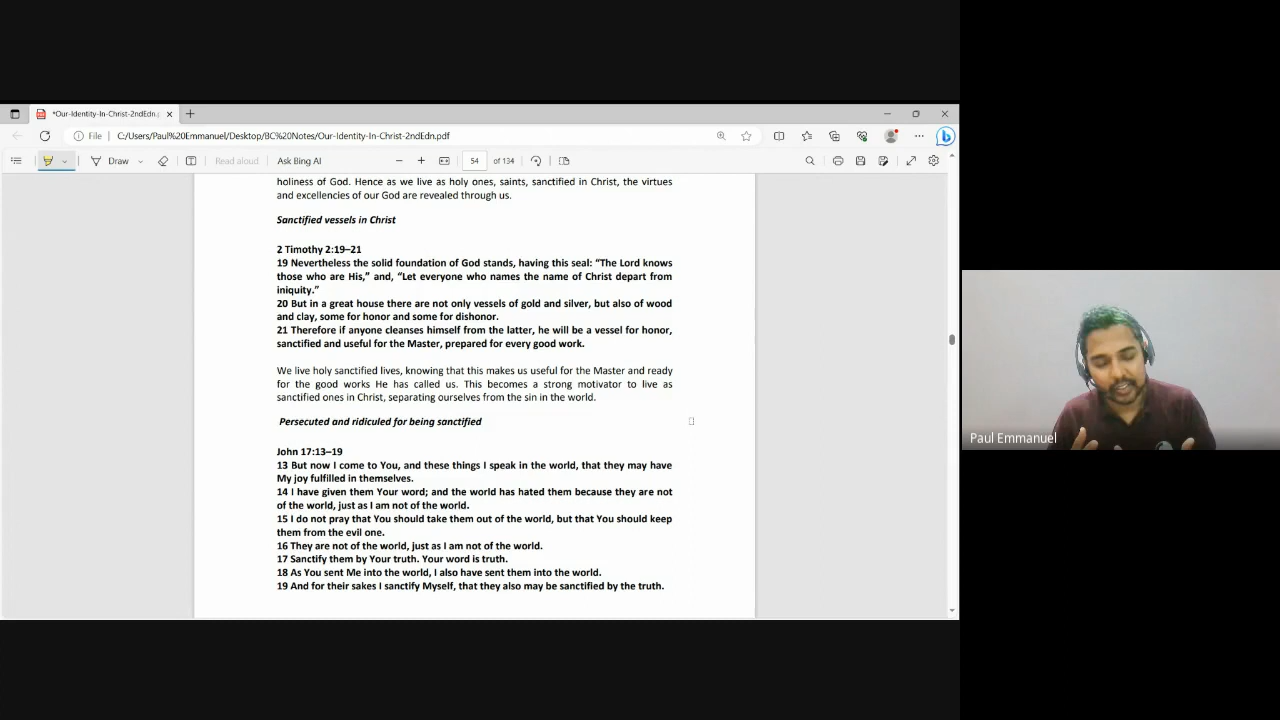 *Our-Identity-In-Christ-2ndEdn.p
File
C:/Users/Paul%20Emmanuel/Desktop/BC%20Notes/Our-Identity-In-Christ-2ndEdn.pdf
Draw
Read aloud
Ask Bing AI
54
of 134
holiness of God. Hence as we live as holy ones, saints, sanctified in Christ, the virtues
and excellencies of our God are revealed through us.
Sanctified vessels in Christ
2 Timothy 2:19–21
19 Nevertheless the solid foundation of God stands, having this seal: “The Lord knows
those who are His,” and, “Let everyone who names the name of Christ depart from
iniquity.”
20 But in a great house there are not only vessels of gold and silver, but also of wood
and clay, some for honor and some for dishonor.
21 Therefore if anyone cleanses himself from the latter, he will be a vessel for honor,
sanctified and useful for the Master, prepared for every good work.
We live holy sanctified lives, knowing that this makes us useful for the Master and ready
for the good works He has called us. This becomes a strong motivator to live as
sanctified ones in Christ, separating ourselves from the sin in the world.
Persecuted and ridiculed for being sanctified
John 17:13–19
13 But now I come to You, and these things I speak in the world, that they may have
My joy fulfilled in themselves.
14 I have given them Your word; and the world has hated them because they are not
of the world, just as I am not of the world.
15 I do not pray that You should take them out of the world, but that You should keep
them from the evil one.
16 They are not of the world, just as I am not of the world.
17 Sanctify them by Your truth. Your word is truth.
18 As You sent Me into the world, I also have sent them into the world.
19 And for their sakes I sanctify Myself, that they also may be sanctified by the truth.
Paul Emmanuel